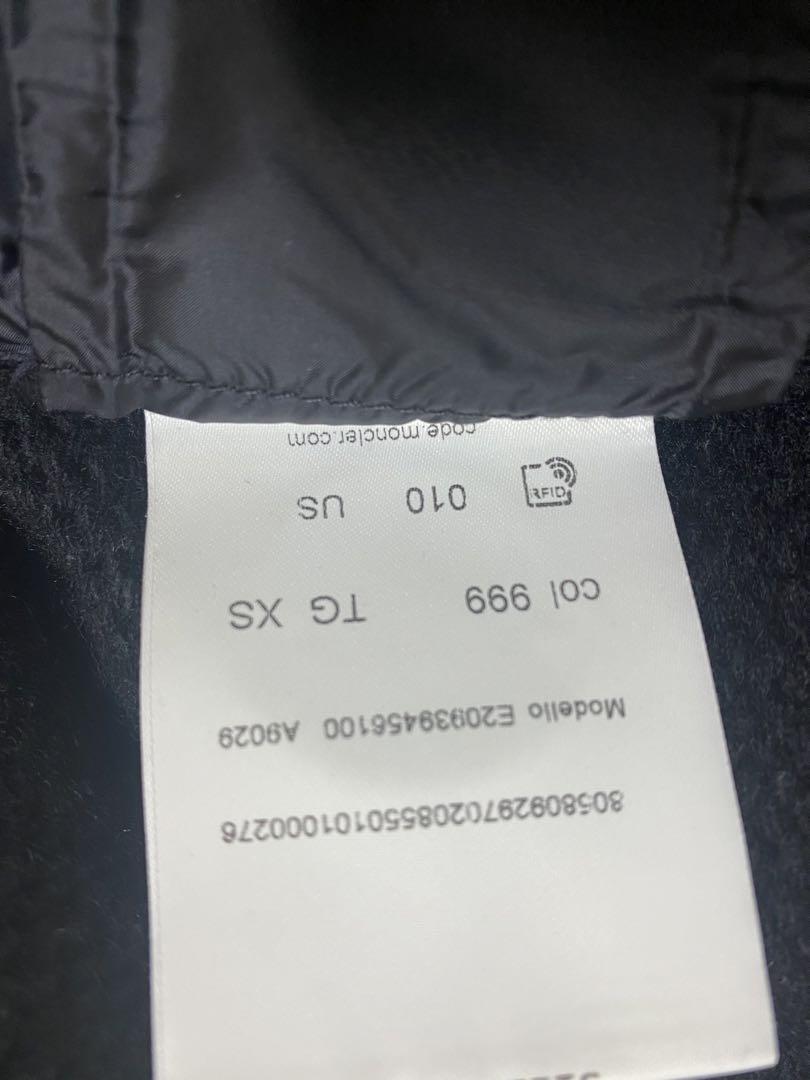 8058092970208550101000276
Modello E20939456100 A9029
col 999 TG XS
RFID 010 US
code.moncler.com